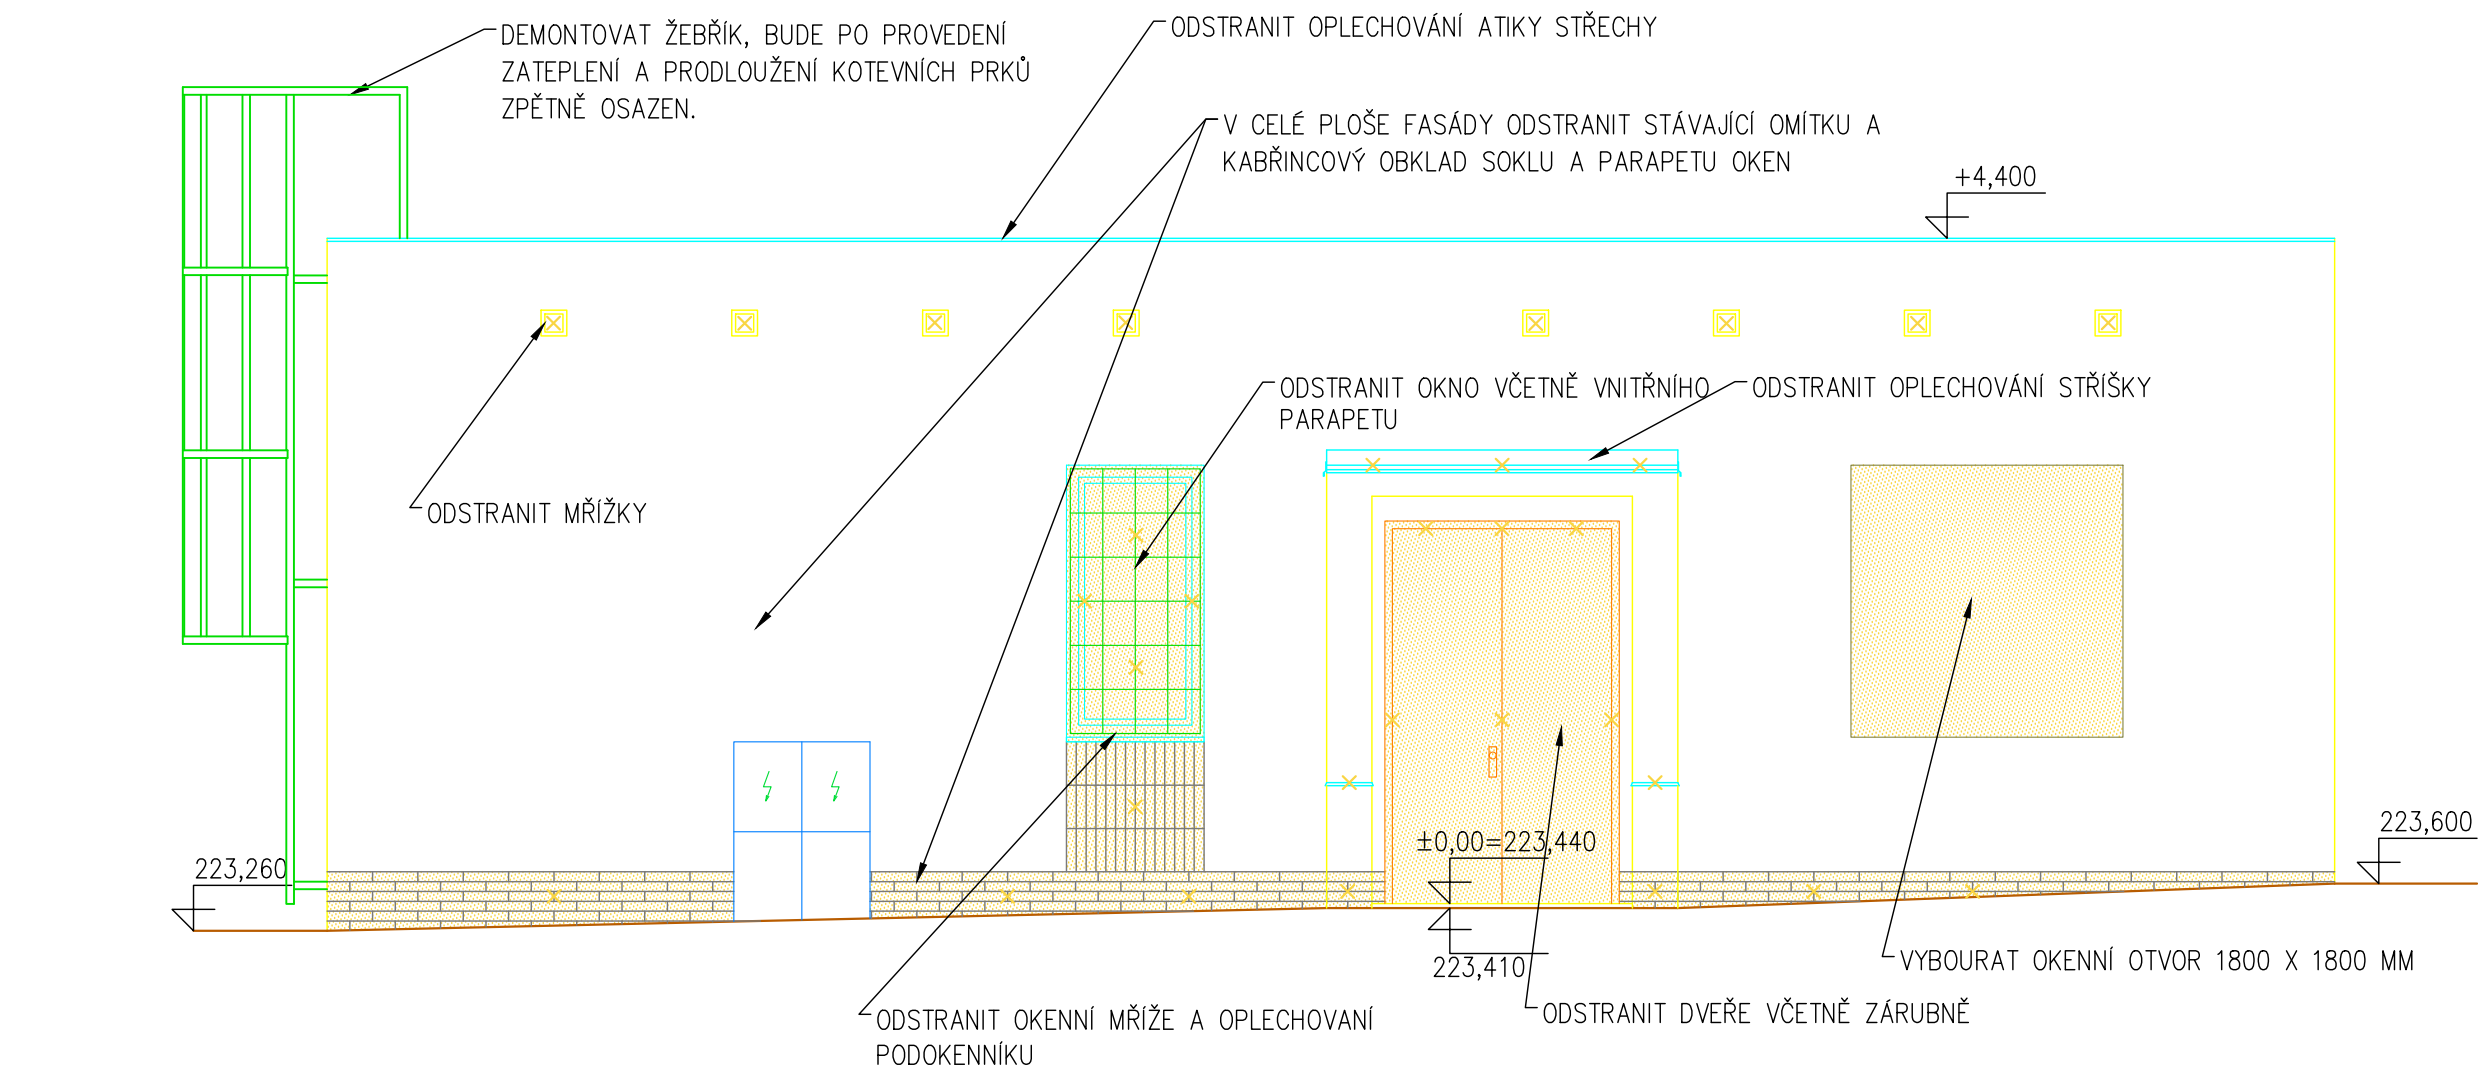 DEMONTOVAT ŽEBŘÍK, BUDE PO PROVEDENÍ
ZATEPLENÍ A PRODLOUŽENÍ KOTEVNÍCH PRKŮ
ZPĚTNĚ OSAZEN.
ODSTRANIT OPLECHOVÁNÍ ATIKY STŘECHY
V CELÉ PLOŠE FASÁDY ODSTRANIT STÁVAJÍCÍ OMÍTKU A
KABŘINCOVÝ OBKLAD SOKLU A PARAPETU OKEN
+4,400
ODSTRANIT OKNO VČETNĚ VNITŘNÍHO
PARAPETU
ODSTRANIT OPLECHOVÁNÍ STŘÍŠKY
ODSTRANIT MŘÍŽKY
223,260
±0,00=223,440
223,600
223,410
VYBOURAT OKENNÍ OTVOR 1800 X 1800 MM
ODSTRANIT DVEŘE VČETNĚ ZÁRUBNĚ
ODSTRANIT OKENNÍ MŘÍŽE A OPLECHOVANÍ
PODOKENNÍKU